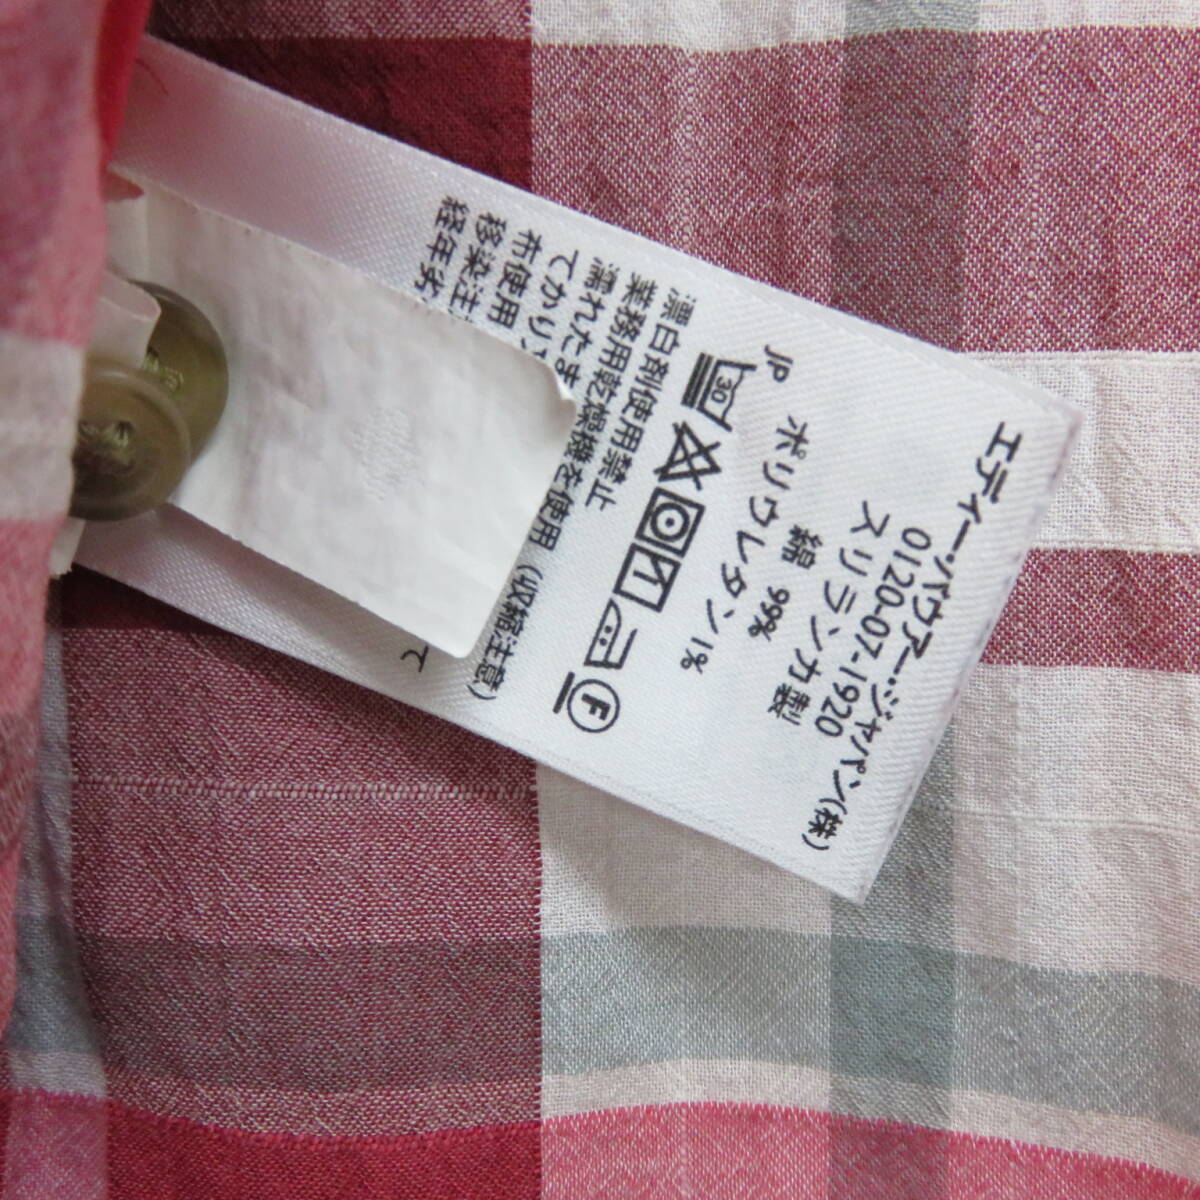 エディー・バウアー・ジャパン(株)
0120-07-1920
スリランカ製
綿 99%
ポリウレタン1%
JP
30
F
漂白剤使用禁止
業務用乾燥機を使用(収縮注意)
濡れたま
てかり
布使用
移染注
経年劣
て